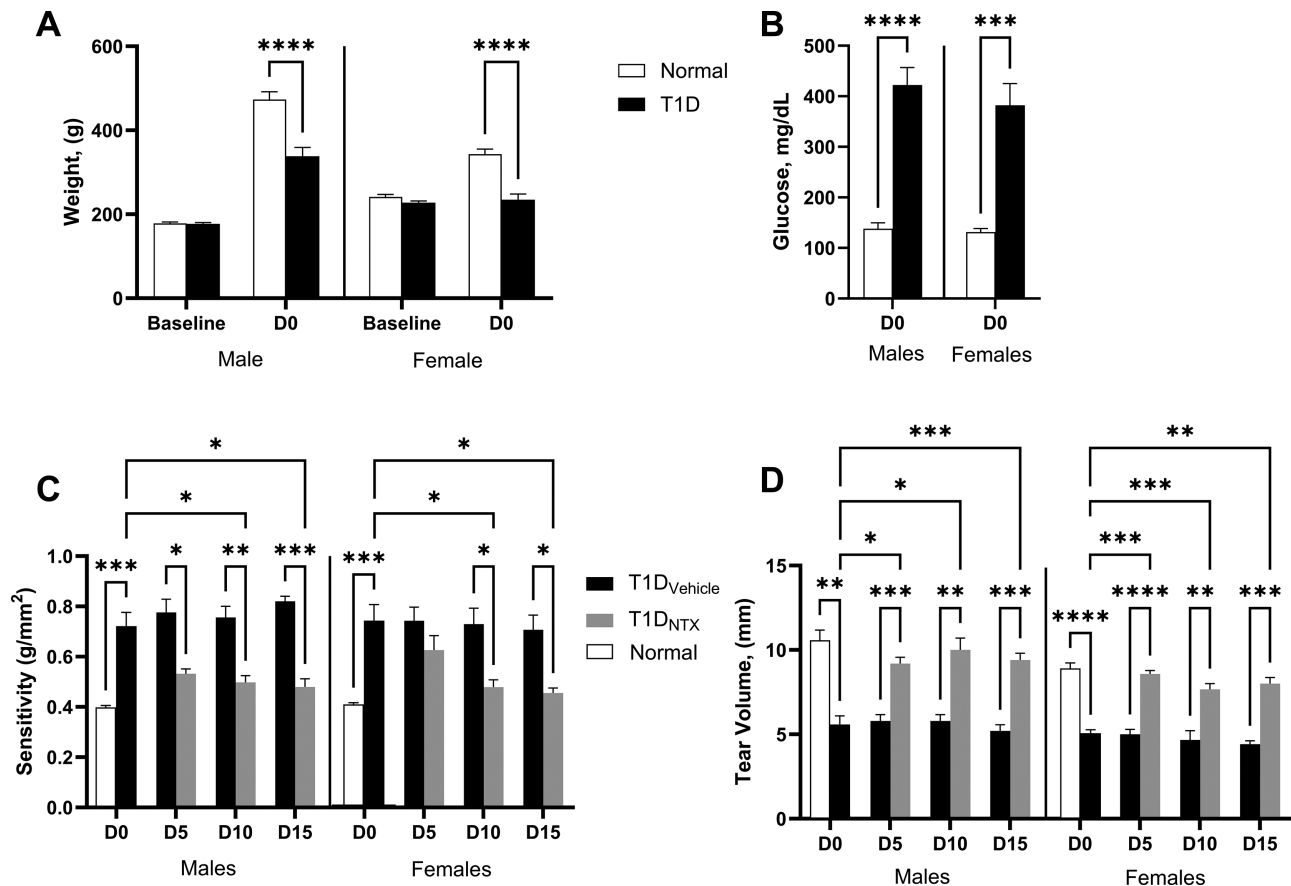 A
600
400
200
0
Weight, (g)
****
****
Baseline
D0
Baseline
D0
Male
Female
Normal
T1D
B
500
400
300
200
100
0
Glucose, mg/dL
****
***
D0
D0
Males
Females
C
1.0
0.8
0.6
0.4
0.2
0.0
Sensitivity (g/mm²)
*
*
***
*
**
***
*
*
***
*
*
D0
D5
D10
D15
D0
D5
D10
D15
Males
Females
T1DVehicle
T1DNTX
Normal
D
15
10
5
0
Tear Volume, (mm)
***
*
*
**
***
**
***
**
***
***
****
****
**
***
D0
D5
D10
D15
D0
D5
D10
D15
Males
Females